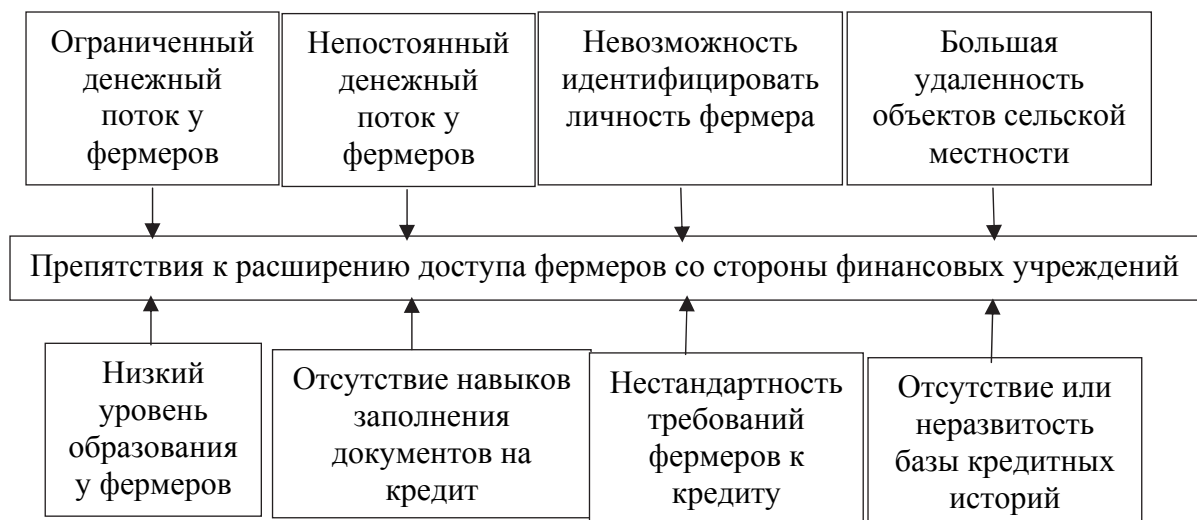 Ограниченный
денежный
поток у
фермеров
Непостоянный
денежный
поток у
фермеров
Невозможность
идентифицировать
личность фермера
Большая
удаленность
объектов сельской
местности
Препятствия к расширению доступа фермеров со стороны финансовых учреждений
Низкий
уровень
образования
у фермеров
Отсутствие навыков
заполнения
документов на
кредит
Нестандартность
требований
фермеров к
кредиту
Отсутствие или
неразвитость
базы кредитных
историй